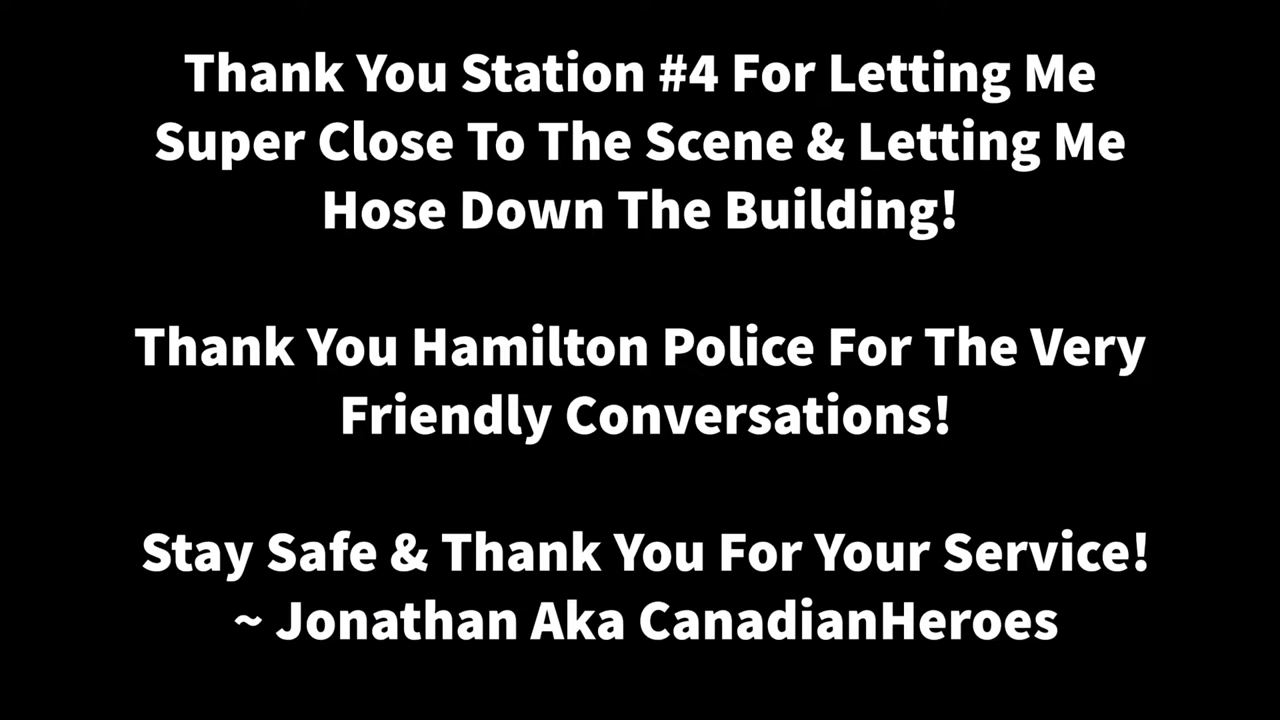 Thank You Station #4 For Letting Me
Super Close To The Scene & Letting Me
Hose Down The Building!
Thank You Hamilton Police For The Very
Friendly Conversations!
Stay Safe & Thank You For Your Service!
~ Jonathan Aka CanadianHeroes